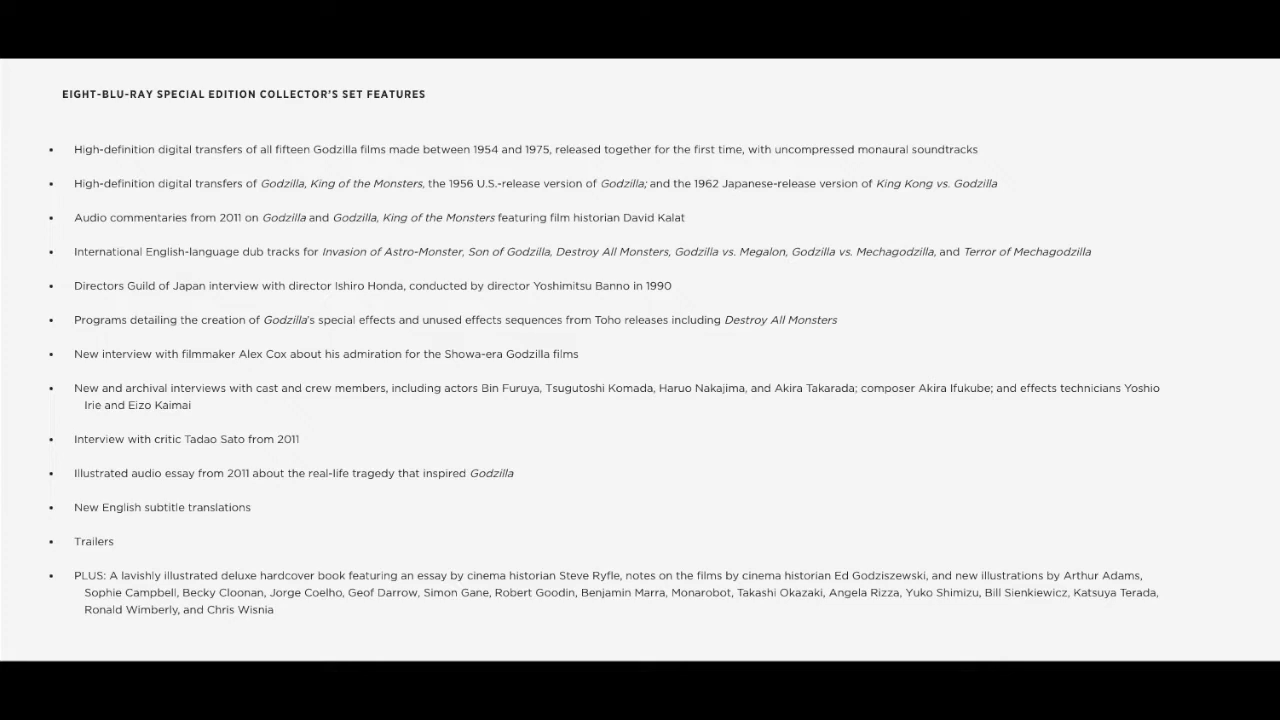 EIGHT-BLU-RAY SPECIAL EDITION COLLECTOR'S SET FEATURES
• High-definition digital transfers of all fifteen Godzilla films made between 1954 and 1975, released together for the first time, with uncompressed monaural soundtracks
• High-definition digital transfers of Godzilla, King of the Monsters, the 1956 U.S.-release version of Godzilla; and the 1962 Japanese-release version of King Kong vs. Godzilla
• Audio commentaries from 2011 on Godzilla and Godzilla, King of the Monsters featuring film historian David Kalat
• International English-language dub tracks for Invasion of Astro-Monster, Son of Godzilla, Destroy All Monsters, Godzilla vs. Megalon, Godzilla vs. Mechagodzilla, and Terror of Mechagodzilla
• Directors Guild of Japan interview with director Ishiro Honda, conducted by director Yoshimitsu Banno in 1990
• Programs detailing the creation of Godzilla's special effects and unused effects sequences from Toho releases including Destroy All Monsters
• New interview with filmmaker Alex Cox about his admiration for the Showa-era Godzilla films
• New and archival interviews with cast and crew members, including actors Bin Furuya, Tsugutoshi Komada, Haruo Nakajima, and Akira Takarada; composer Akira Ifukube; and effects technicians Yoshio
Irie and Eizo Kaimai
• Interview with critic Tadao Sato from 2011
• Illustrated audio essay from 2011 about the real-life tragedy that inspired Godzilla
• New English subtitle translations
• Trailers
• PLUS: A lavishly illustrated deluxe hardcover book featuring an essay by cinema historian Steve Ryfle, notes on the films by cinema historian Ed Godziszewski, and new illustrations by Arthur Adams,
Sophie Campbell, Becky Cloonan, Jorge Coelho, Geof Darrow, Simon Gane, Robert Goodin, Benjamin Marra, Monarobot, Takashi Okazaki, Angela Rizza, Yuko Shimizu, Bill Sienkiewicz, Katsuya Terada,
Ronald Wimberly, and Chris Wisnia